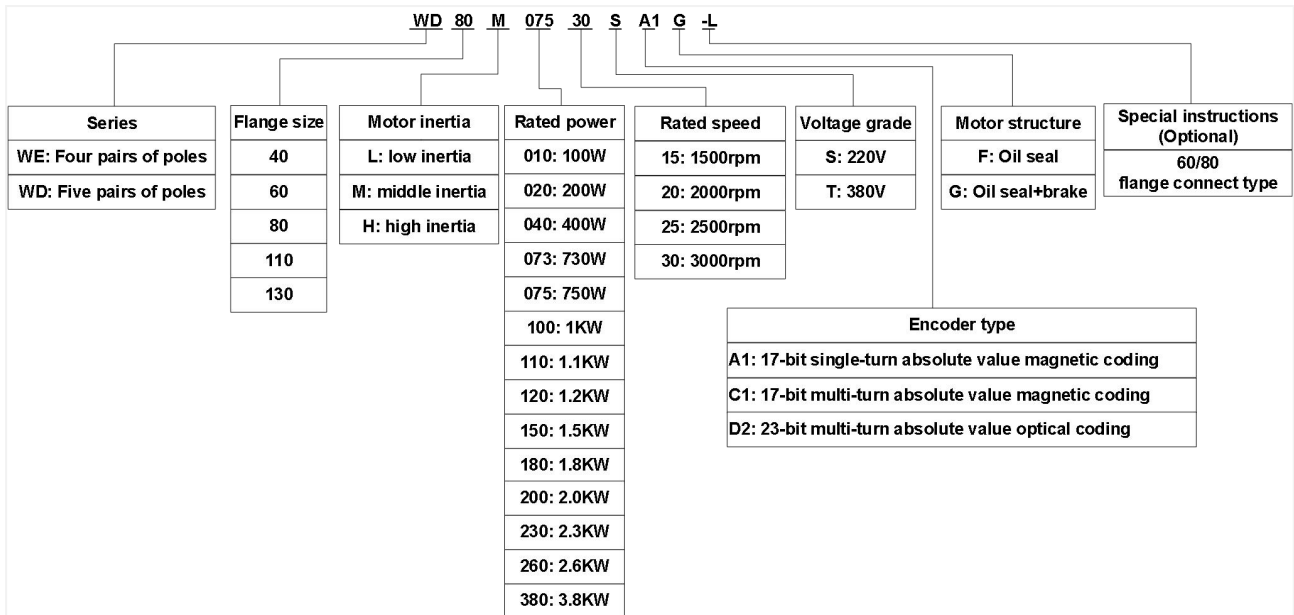 WD 80 M 075 30 S A1 G -L
Series
WE: Four pairs of poles
WD: Five pairs of poles
Flange size
40
60
80
110
130
Motor inertia
L: low inertia
M: middle inertia
H: high inertia
Rated power
010: 100W
020: 200W
040: 400W
073: 730W
075: 750W
100: 1KW
110: 1.1KW
120: 1.2KW
150: 1.5KW
180: 1.8KW
200: 2.0KW
230: 2.3KW
260: 2.6KW
380: 3.8KW
Rated speed
15: 1500rpm
20: 2000rpm
25: 2500rpm
30: 3000rpm
Voltage grade
S: 220V
T: 380V
Motor structure
F: Oil seal
G: Oil seal+brake
Special instructions
(Optional)
60/80
flange connect type
Encoder type
A1: 17-bit single-turn absolute value magnetic coding
C1: 17-bit multi-turn absolute value magnetic coding
D2: 23-bit multi-turn absolute value optical coding